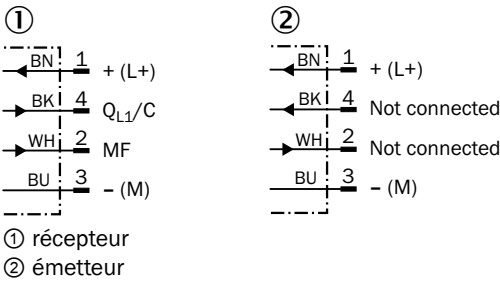 ① ②
BN 1 + (L+)
BK 4 Q_L1/C
WH 2 MF
BU 3 – (M)
BN 1 + (L+)
BK 4 Not connected
WH 2 Not connected
BU 3 – (M)
① récepteur
② émetteur